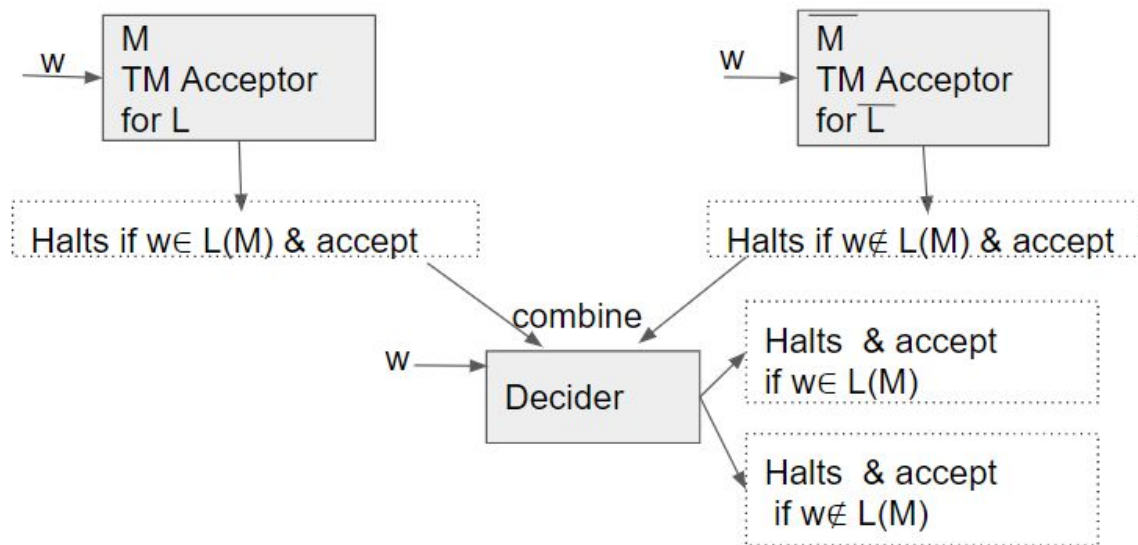 w
M
TM Acceptor
for L
w
M̅
TM Acceptor
for L̅
Halts if w∈ L(M) & accept
Halts if w∉ L(M) & accept
combine
w
Decider
Halts & accept
if w∈ L(M)
Halts & accept
if w∉ L(M)